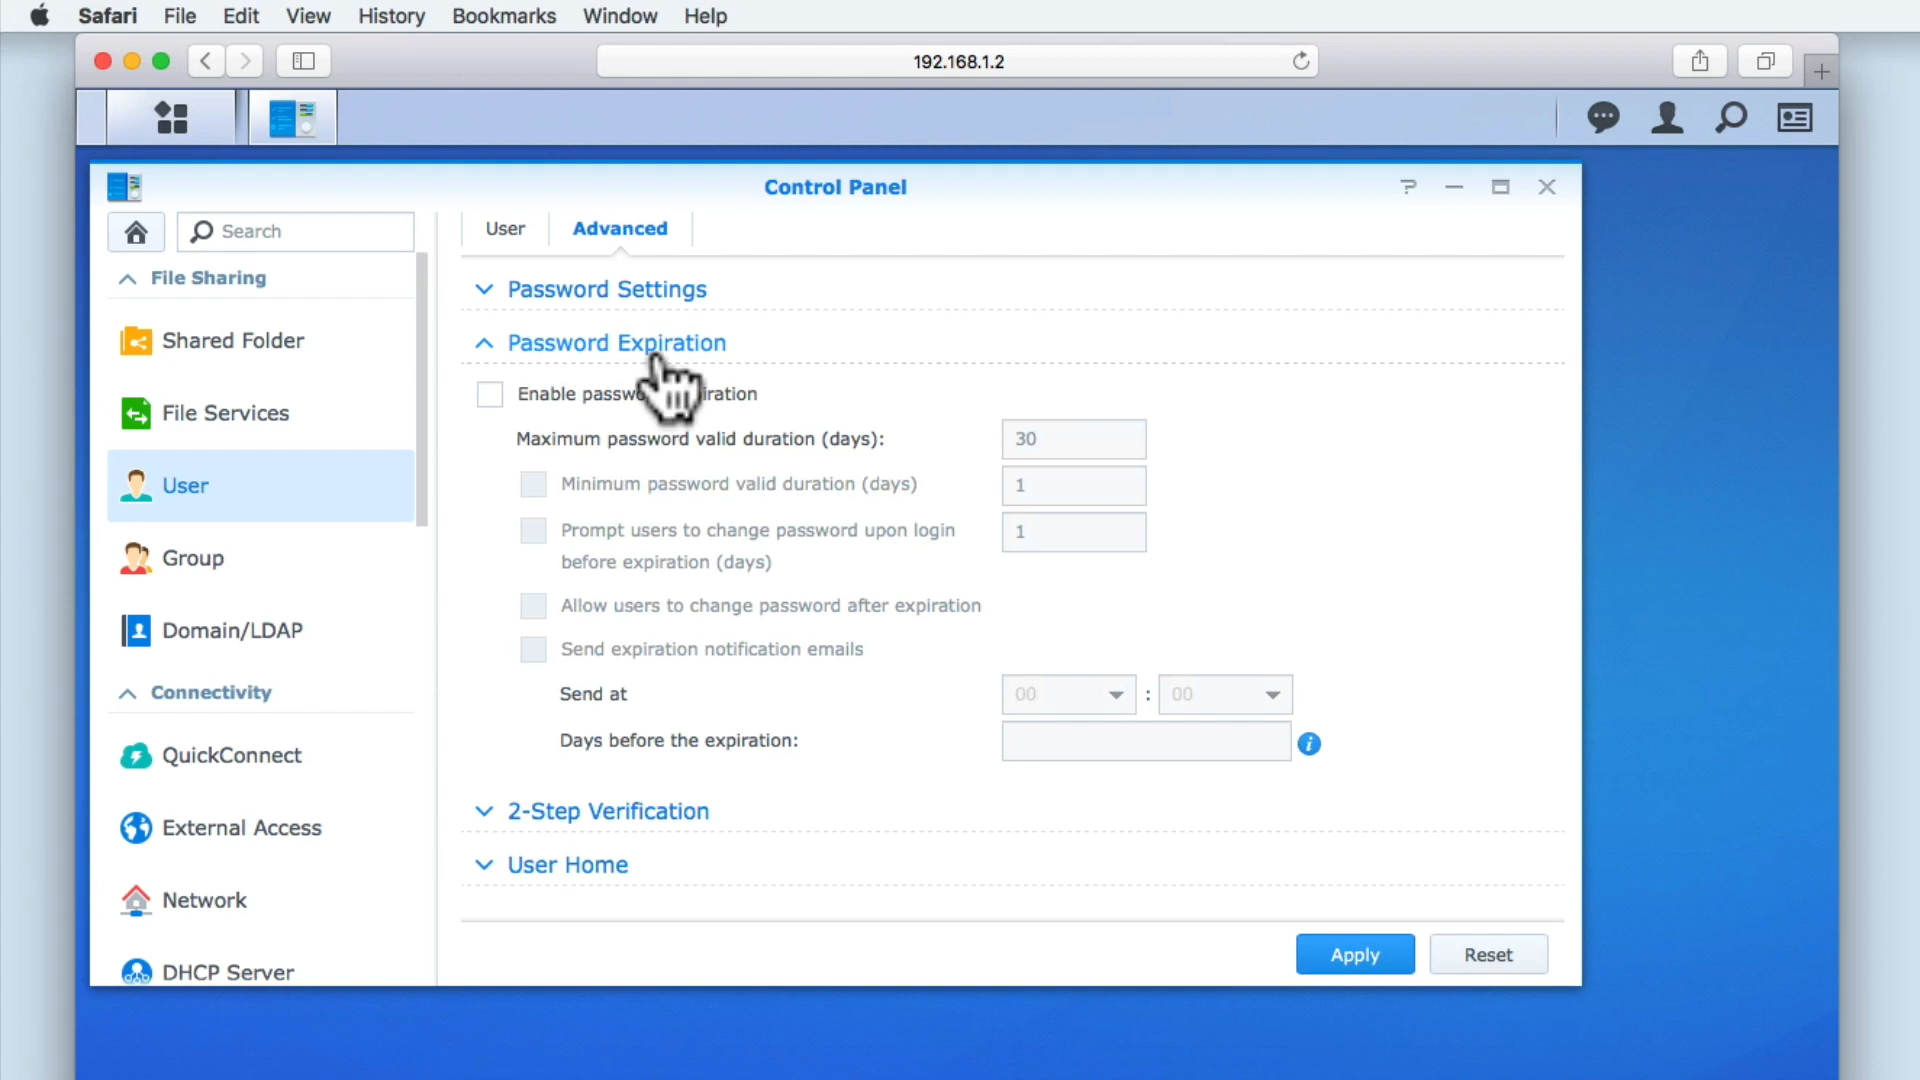 Safari File Edit View History Bookmarks Window Help
192.168.1.2
Control Panel
Search
User Advanced
File Sharing
Shared Folder
File Services
User
Group
Domain/LDAP
Connectivity
QuickConnect
External Access
Network
DHCP Server
Password Settings
Password Expiration
Enable passw iration
Maximum password valid duration (days): 30
Minimum password valid duration (days) 1
Prompt users to change password upon login 1
before expiration (days)
Allow users to change password after expiration
Send expiration notification emails
Send at 00 : 00
Days before the expiration:
2-Step Verification
User Home
Apply Reset